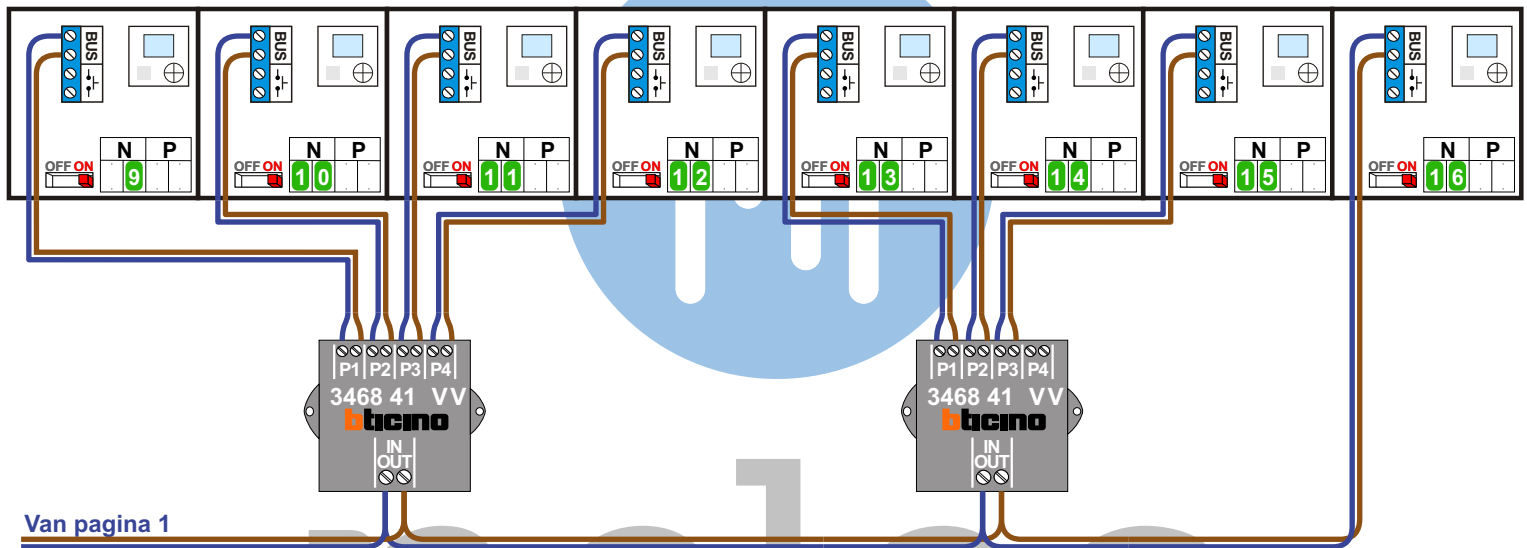 BUS BUS BUS BUS BUS BUS BUS BUS
N P N P N P N P N P N P N P N P
OFF ON OFF ON OFF ON OFF ON OFF ON OFF ON OFF ON OFF ON
9 10 11 12 13 14 15 16
P1 P2 P3 P4
3468 41 VV
bticino
IN
OUT
P1 P2 P3 P4
3468 41 VV
bticino
IN
OUT
Van pagina 1